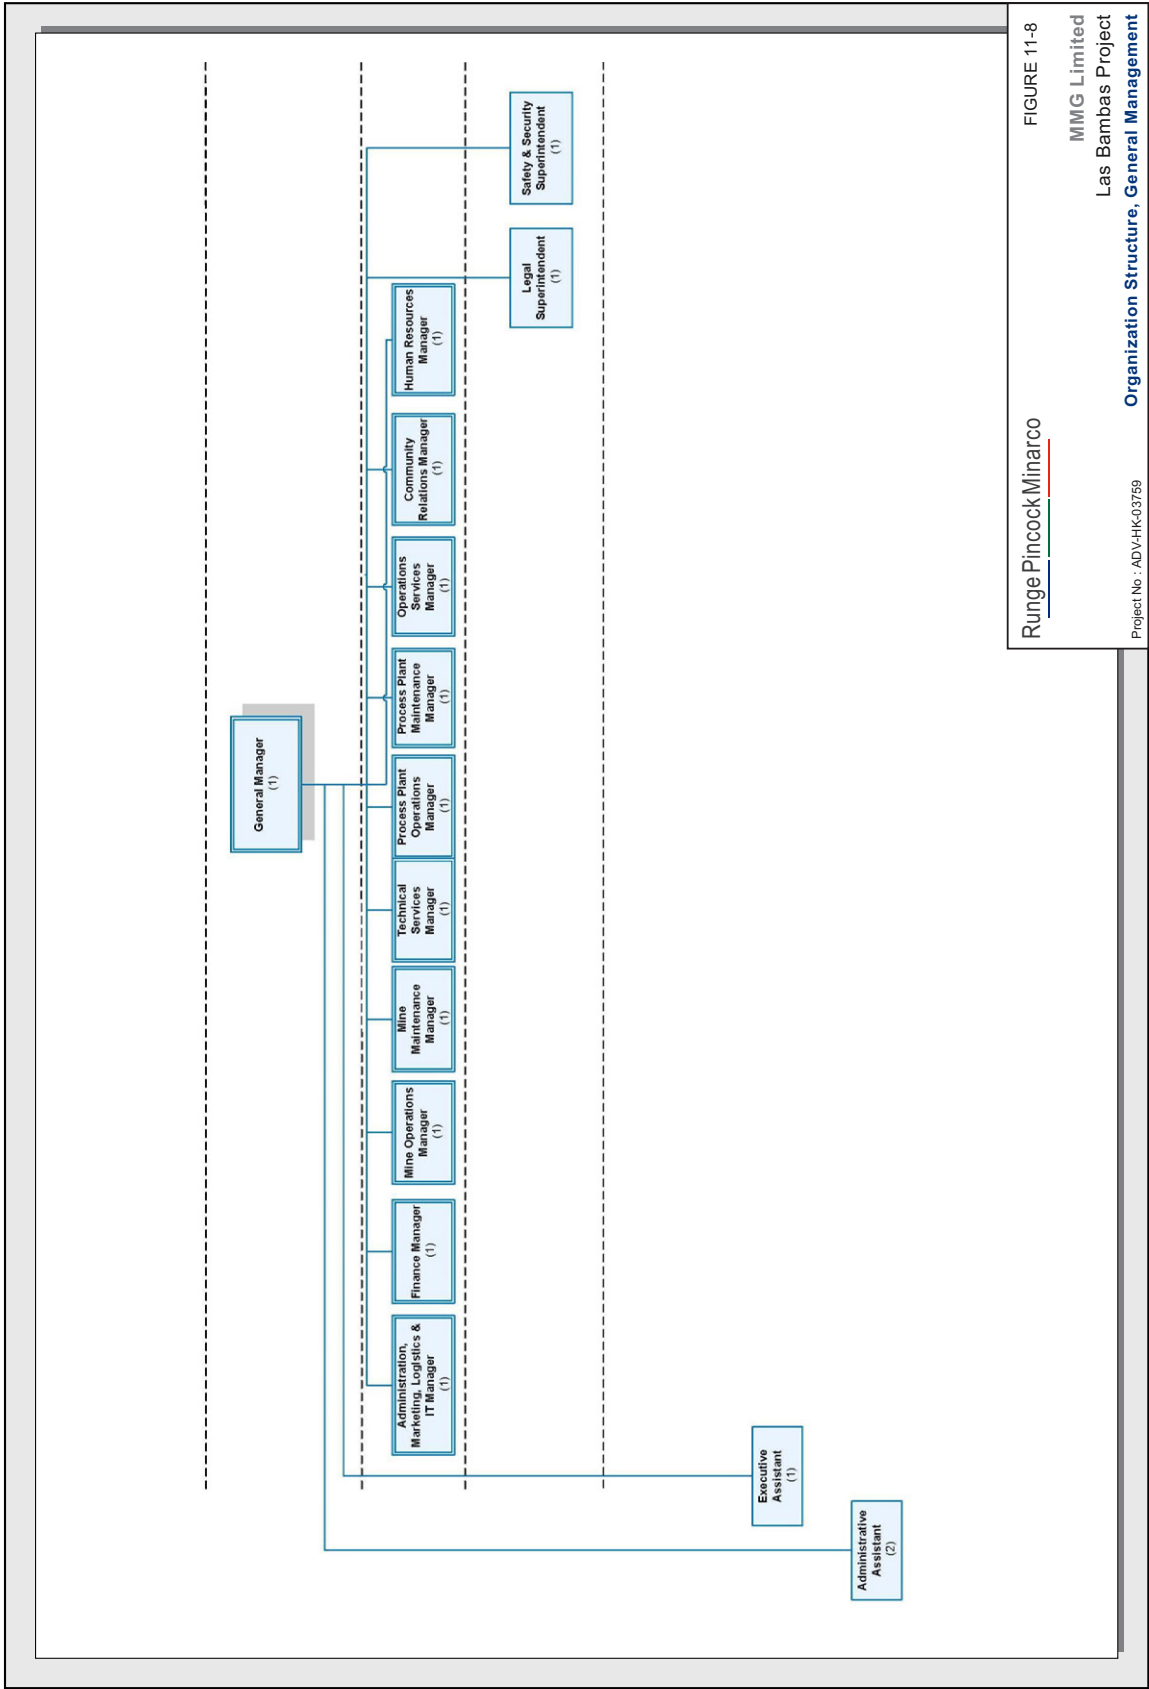 General Manager
(1)
Administration,
Marketing, Logistics &
IT Manager
(1)
Finance Manager
(1)
Mine Operations
Manager
(1)
Mine
Maintenance
Manager
(1)
Technical
Services
Manager
(1)
Process Plant
Operations
Manager
(1)
Process Plant
Maintenance
Manager
(1)
Operations
Services
Manager
(1)
Community
Relations Manager
(1)
Human Resources
Manager
(1)
Legal
Superintendent
(1)
Safety & Security
Superintendent
(1)
Executive
Assistant
(1)
Administrative
Assistant
(2)
RungePincockMinarco
FIGURE 11-8
MMG Limited
Las Bambas Project
Project No : ADV-HK-03759
Organization Structure, General Management